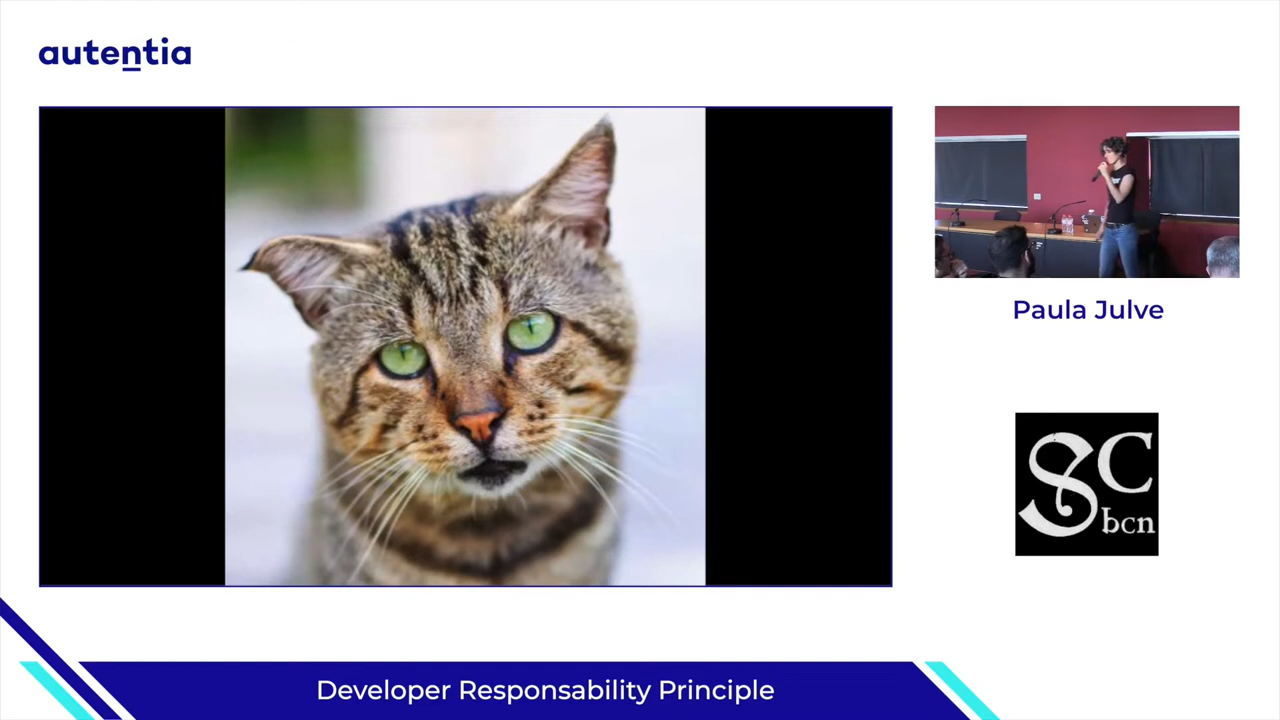 autentia
Paula Julve
SC
bcn
Developer Responsability Principle